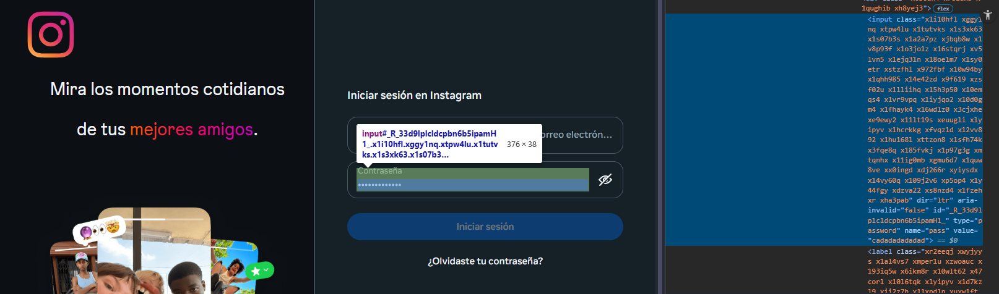 Mira los momentos cotidianos
de tus mejores amigos.
Iniciar sesión en Instagram
orreo electrón...
input#_R_33d9lplcldcpbn6b5ipamH
1_.x1i10hfl.xggy1nq.xtpw4lu.x1tutv
ks.x1s3xk63.x1s07b3...
376 × 38
Contraseña
•••••••••••••
Iniciar sesión
¿Olvidaste tu contraseña?
1qughib xh8yej3"> flex
<input class="x1i10hfl xggy1
nq xtpw4lu x1tutvks x1s3xk63
x1s07b3s x1a2a7pz xjbqb8w x1
v8p93f x1o3jo1z x16stqrj xv5
lvn5 x1ejq31n x18oe1m7 x1sy0
etr xstzfhl x972fbf x10w94by
x1qhh985 x14e42zd x9f619 xzs
f02u x1lliihq x15h3p50 x10em
qs4 x1vr9vpq x1iyjqo2 x10d0g
m4 x1fhayk4 x16wdlz0 x3cjxhe
xe9ewy2 x11lt19s xeuugli xly
ipyv x1hcrkkg xfvqz1d x12vv8
92 x1hu168l xttzon8 x1sfh74k
x3fqe8q x185fvkj x1p97g3g xm
tqnhx x11ig0mb xgmu6d7 x1quw
8ve xx0ingd xdj266r xyiysdx
x14vy60q x109j2v6 xp5op4 x1y
44fgy xdzva22 xs8nzd4 x1fzeh
xr xha3pab" dir="ltr" aria-
invalid="false" id="_R_33d9l
plcldcpbn6b5ipamH1_" type="p
assword" name="pass" value=
"cadadadadadad"> == $0
<label class="xr2eeqj xwyjyy
s x1al4vs7 xmper1u xzwoauc x
193iq5w x6ikm8r x10wlt62 x47
corl x10l6tqk x1yipyv x1d7kz